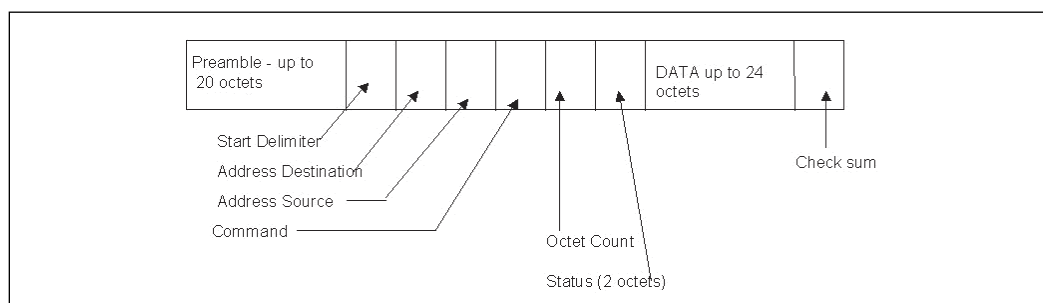 Preamble - up to
20 octets
DATA up to 24
octets
Start Delimiter
Address Destination
Address Source
Command
Octet Count
Status (2 octets)
Check sum